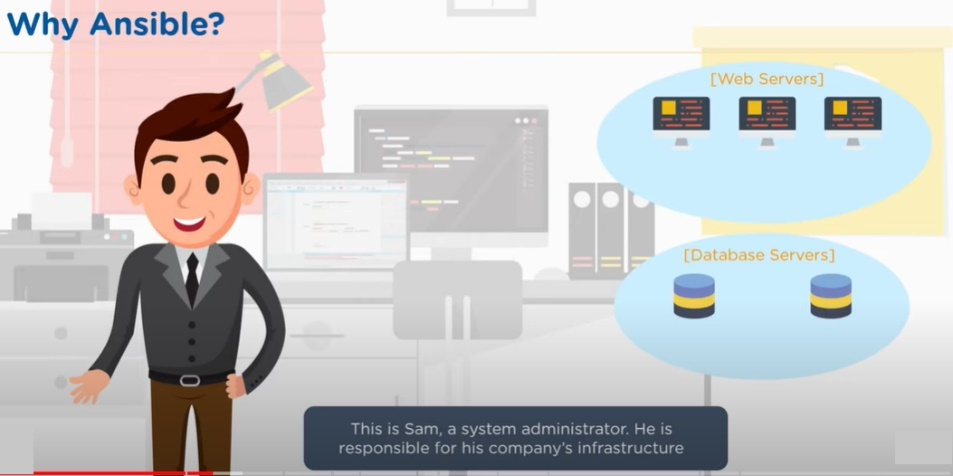 Why Ansible?
[Web Servers]
[Database Servers]
This is Sam, a system administrator. He is
responsible for his company's infrastructure